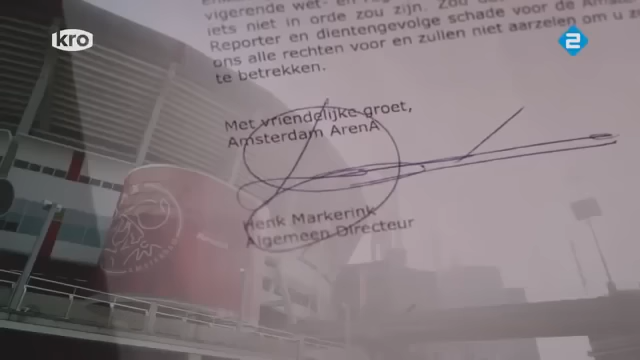 kro
2
vigerende wet- en
iets niet in orde zou zijn. Zou
Reporter en dientengevolge schade voor de
ons alle rechten voor en zullen niet aarzelen om u
te betrekken.
Met vriendelijke groet,
Amsterdam ArenA
Henk Markerink
Algemeen Directeur